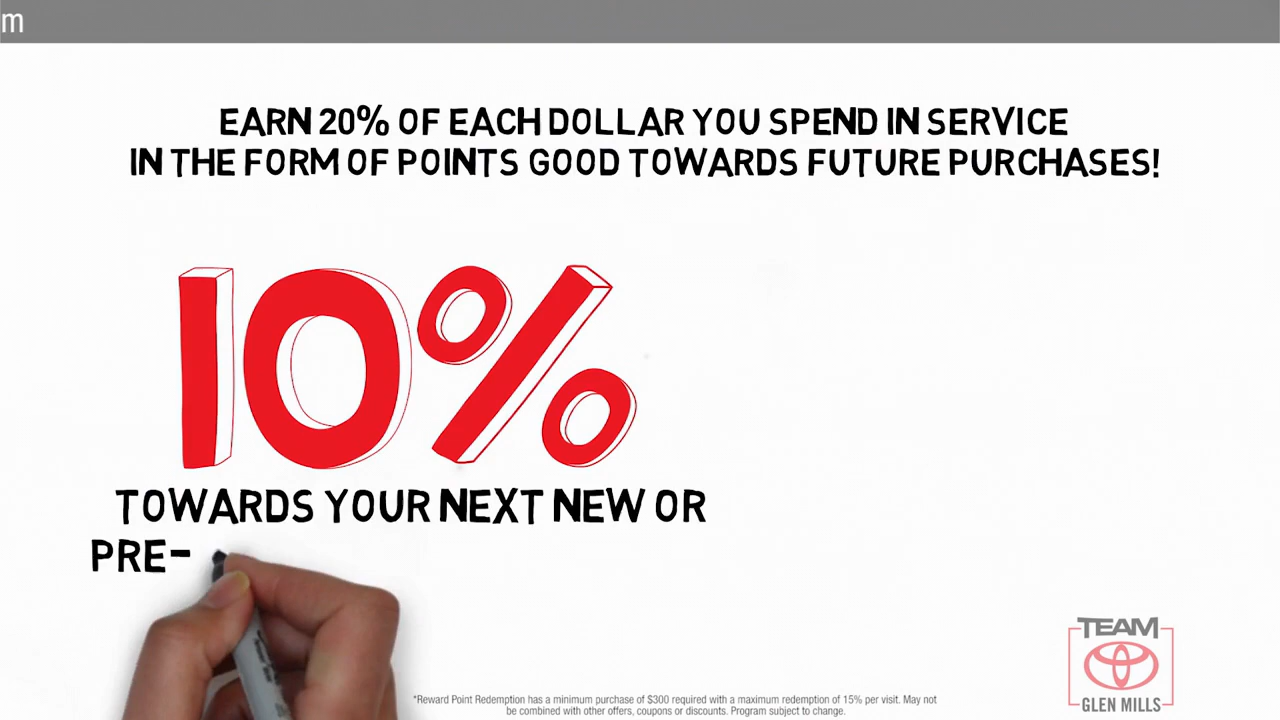 m
EARN 20% OF EACH DOLLAR YOU SPEND IN SERVICE
IN THE FORM OF POINTS GOOD TOWARDS FUTURE PURCHASES!
10%
TOWARDS YOUR NEXT NEW OR
PRE-
*Reward Point Redemption has a minimum purchase of $300 required with a maximum redemption of 15% per visit. May not
be combined with other offers, coupons or discounts. Program subject to change.
TEAM
GLEN MILLS